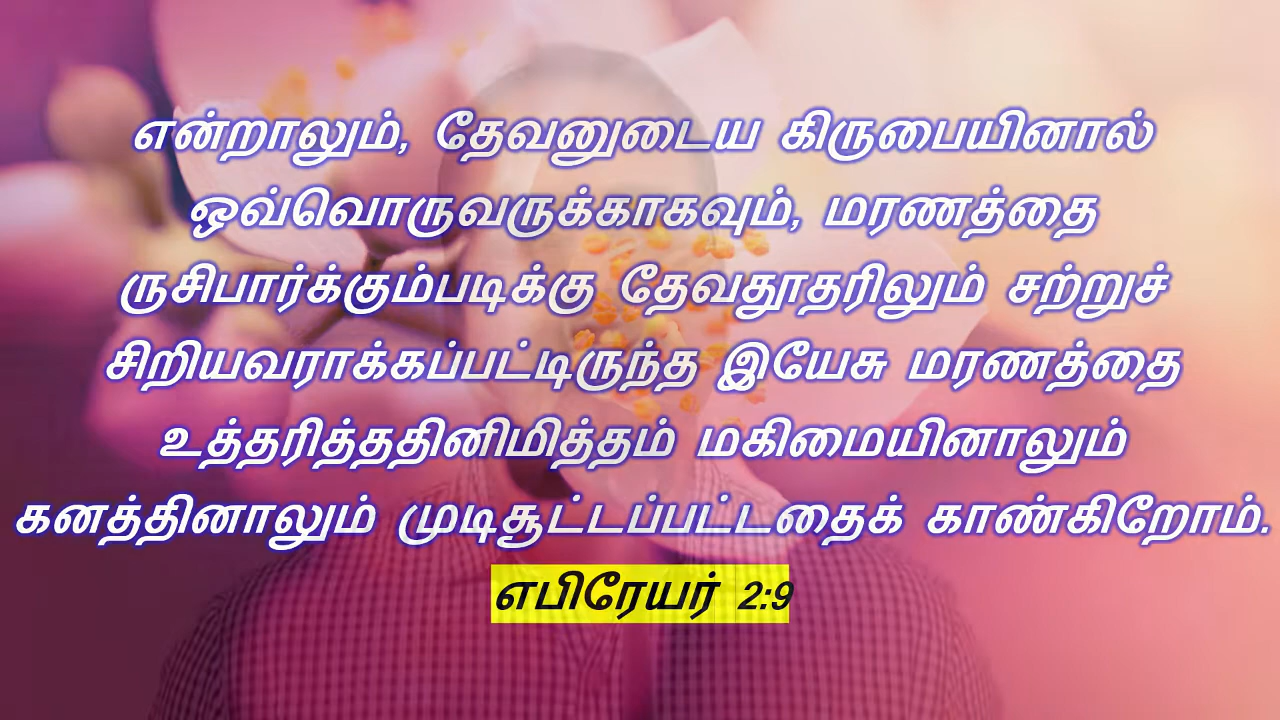 என்றாலும், தேவனுடைய கிருபையினால்
ஒவ்வொருவருக்காகவும், மரணத்தை
ருசிபார்க்கும்படிக்கு தேவதூதரிலும் சற்றுச்
சிறியவராக்கப்பட்டிருந்த இயேசு மரணத்தை
உத்தரித்ததினிமித்தம் மகிமையினாலும்
கனத்தினாலும் முடிசூட்டப்பட்டதைக் காண்கிறோம்.
எபிரேயர் 2:9